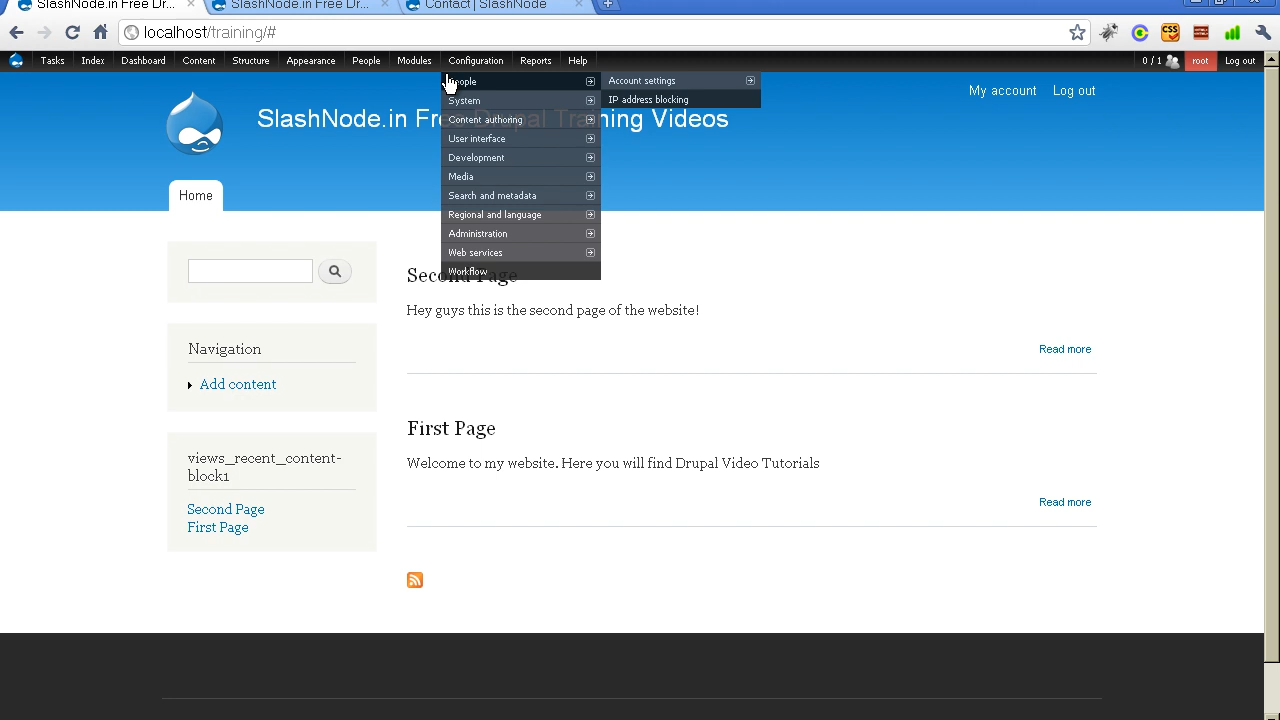 SlashNode.in Free Dr...
SlashNode.in Free Dr...
Contact | SlashNode
localhost/training/#
Tasks Index Dashboard Content Structure Appearance People Modules Configuration Reports Help 0 / 1 root Log out
People
Account settings
System
IP address blocking
Content authoring
User interface
Development
Media
Search and metadata
Regional and language
Administration
Web services
Workflow
My account Log out
SlashNode.in Free Drupal Training Videos
Home
Second Page
Hey guys this is the second page of the website!
Read more
Navigation
Add content
First Page
Welcome to my website. Here you will find Drupal Video Tutorials
Read more
views_recent_content-
block1
Second Page
First Page